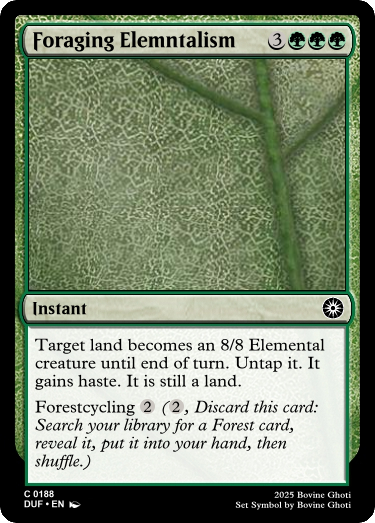 Foraging Elemntalism 3
Instant
Target land becomes an 8/8 Elemental
creature until end of turn. Untap it. It
gains haste. It is still a land.
Forestcycling 2 (2, Discard this card:
Search your library for a Forest card,
reveal it, put it into your hand, then
shuffle.)
C 0188
DUF • EN
2025 Bovine Ghoti
Set Symbol by Bovine Ghoti